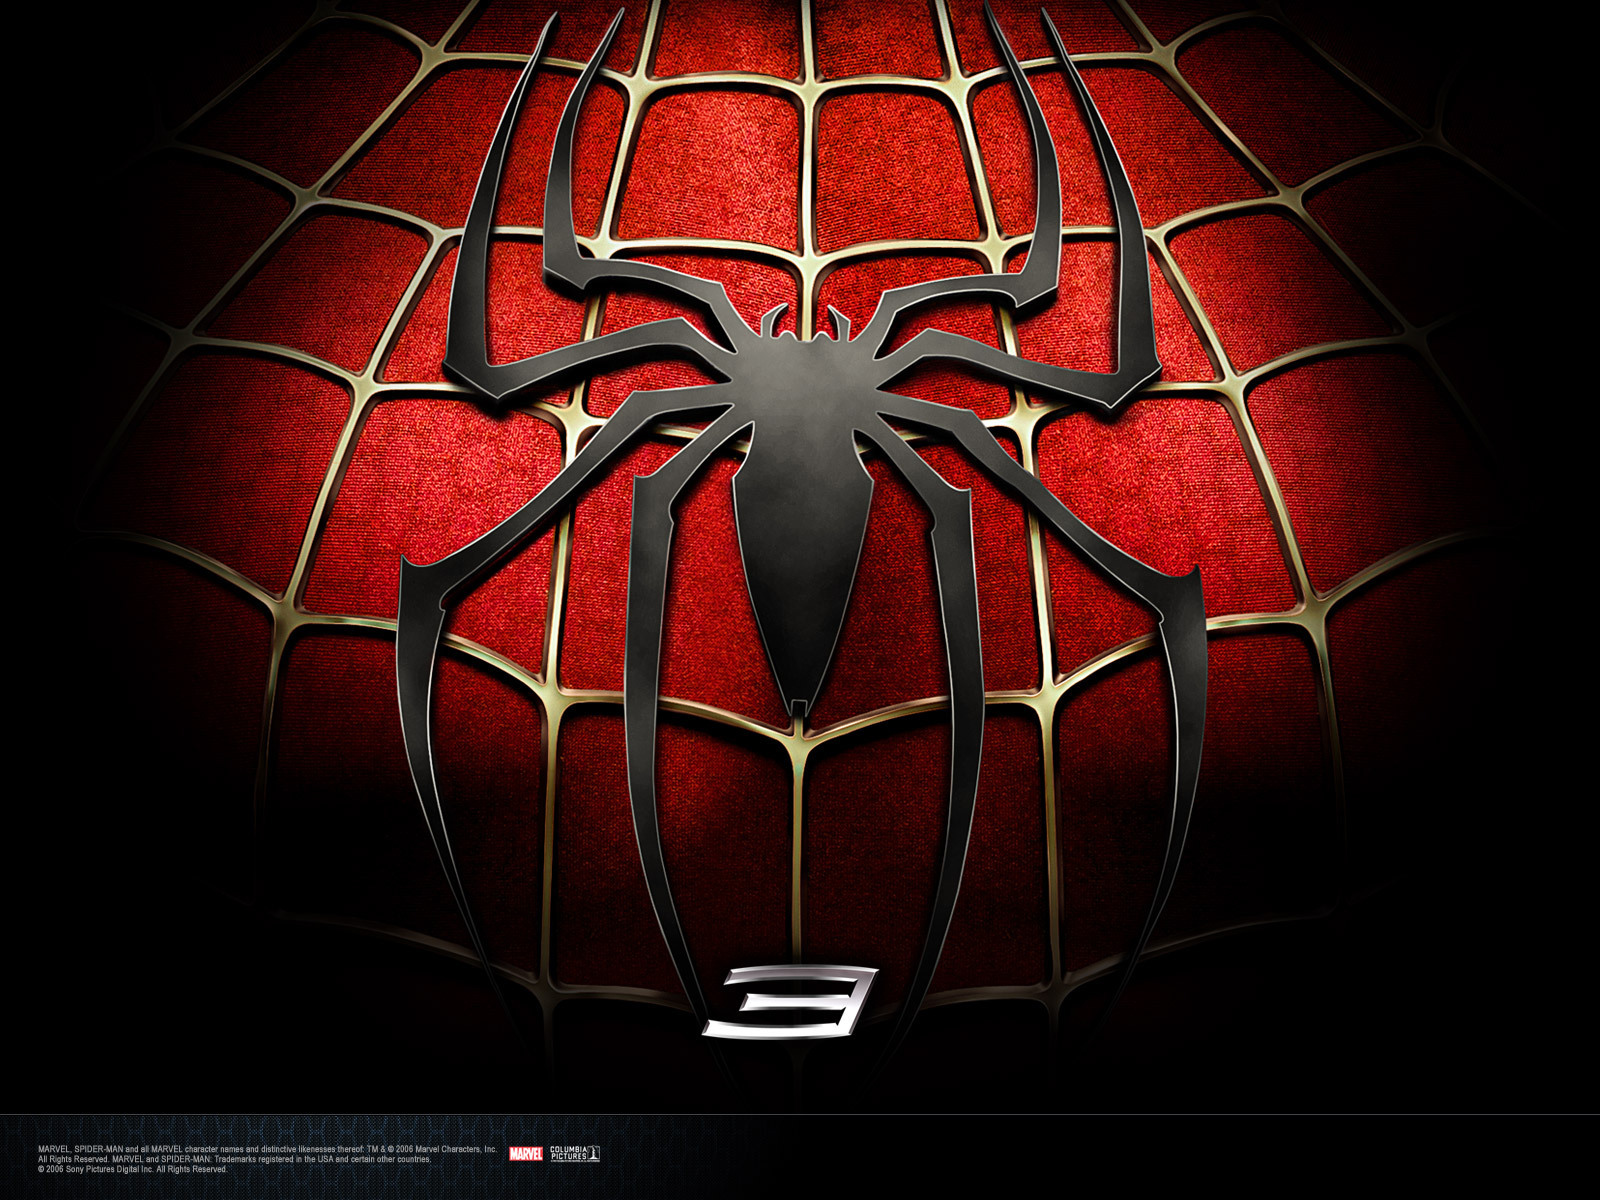 3
MARVEL, SPIDER-MAN and all MARVEL character names and distinctive likenesses thereof: TM & © 2006 Marvel Characters, Inc.
All Rights Reserved. MARVEL and SPIDER-MAN: Trademarks registered in the USA and certain other countries.
© 2006 Sony Pictures Digital Inc. All Rights Reserved.
MARVEL
COLUMBIA
PICTURES